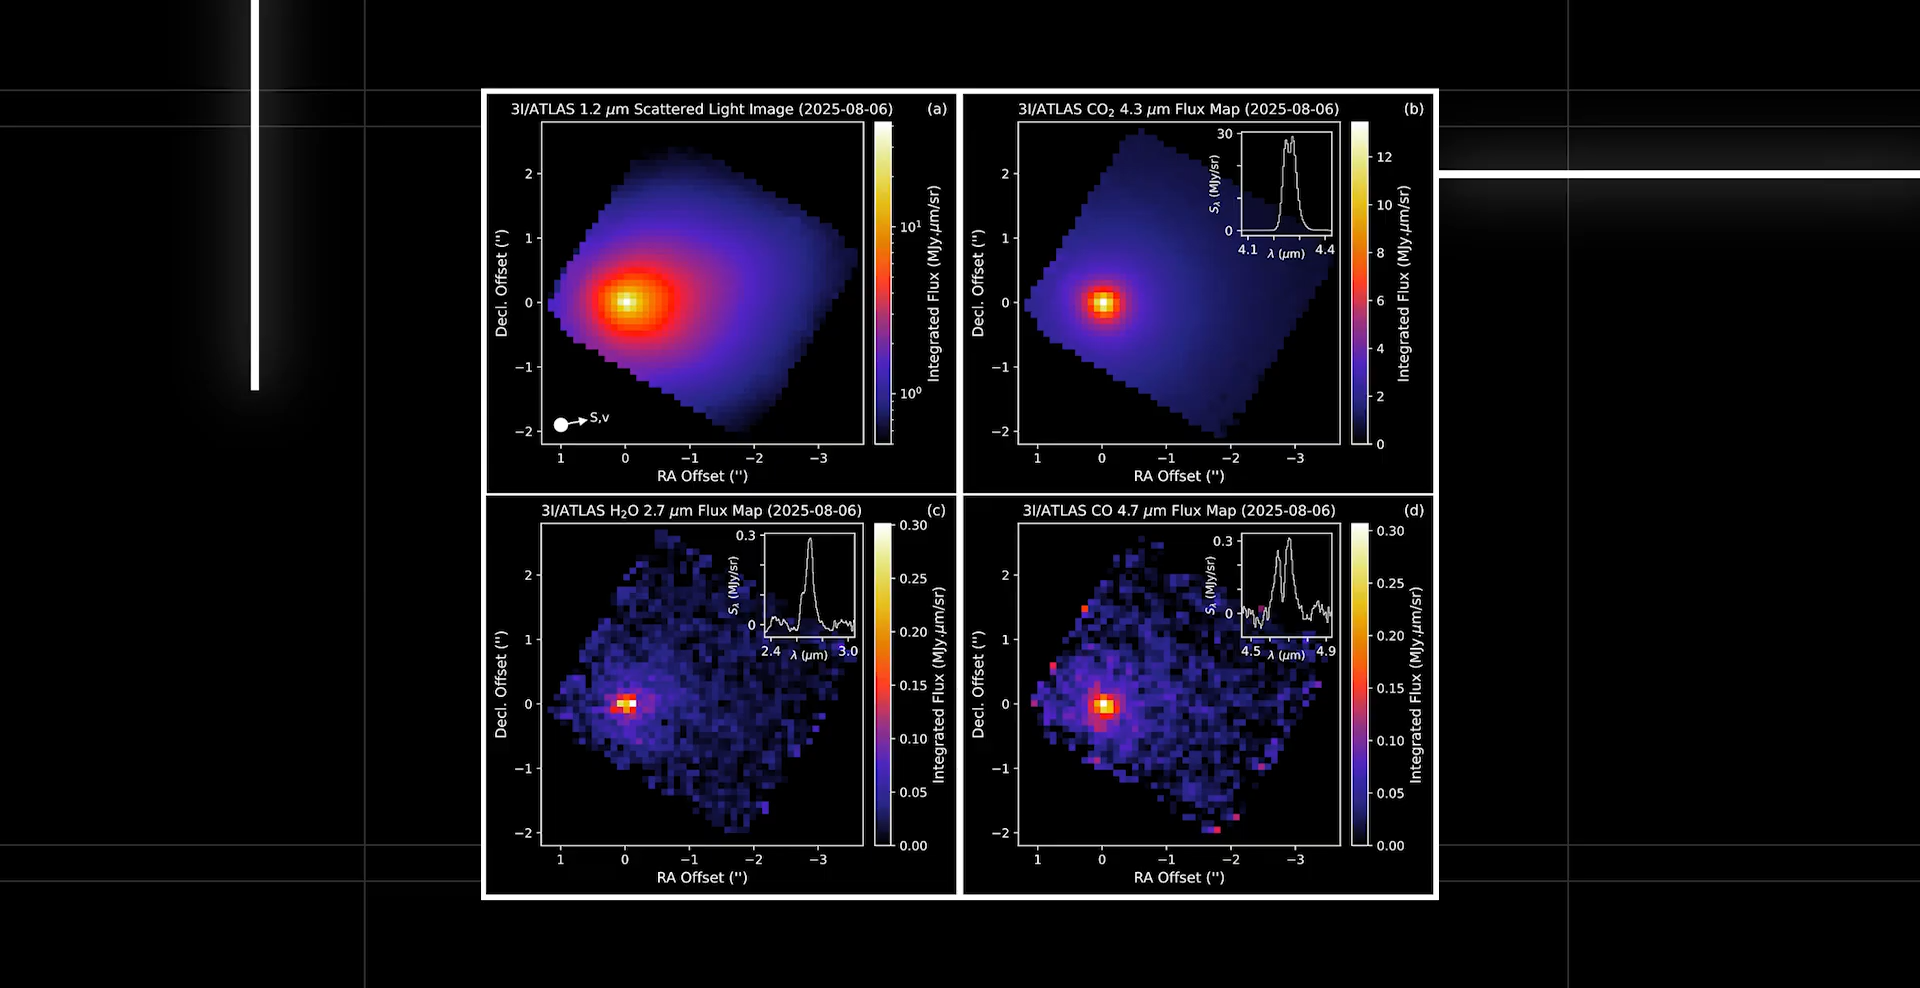 3I/ATLAS 1.2 μm Scattered Light Image (2025-08-06) (a)
Decl. Offset ('')
2
1
0
−1
−2
S,v
1 0 −1 −2 −3
RA Offset ('')
10¹
10⁰
Integrated Flux (MJy.μm/sr)
3I/ATLAS CO₂ 4.3 μm Flux Map (2025-08-06) (b)
Decl. Offset ('')
2
1
0
−1
−2
30
0
Sλ (MJy/sr)
4.1 λ (μm) 4.4
1 0 −1 −2 −3
RA Offset ('')
12
10
8
6
4
2
0
Integrated Flux (MJy.μm/sr)
3I/ATLAS H₂O 2.7 μm Flux Map (2025-08-06) (c)
Decl. Offset ('')
2
1
0
−1
−2
0.3
0
Sλ (MJy/sr)
2.4 λ (μm) 3.0
1 0 −1 −2 −3
RA Offset ('')
0.30
0.25
0.20
0.15
0.10
0.05
0.00
Integrated Flux (MJy.μm/sr)
3I/ATLAS CO 4.7 μm Flux Map (2025-08-06) (d)
Decl. Offset ('')
2
1
0
−1
−2
0.3
0
Sλ (MJy/sr)
4.5 λ (μm) 4.9
1 0 −1 −2 −3
RA Offset ('')
0.30
0.25
0.20
0.15
0.10
0.05
0.00
Integrated Flux (MJy.μm/sr)